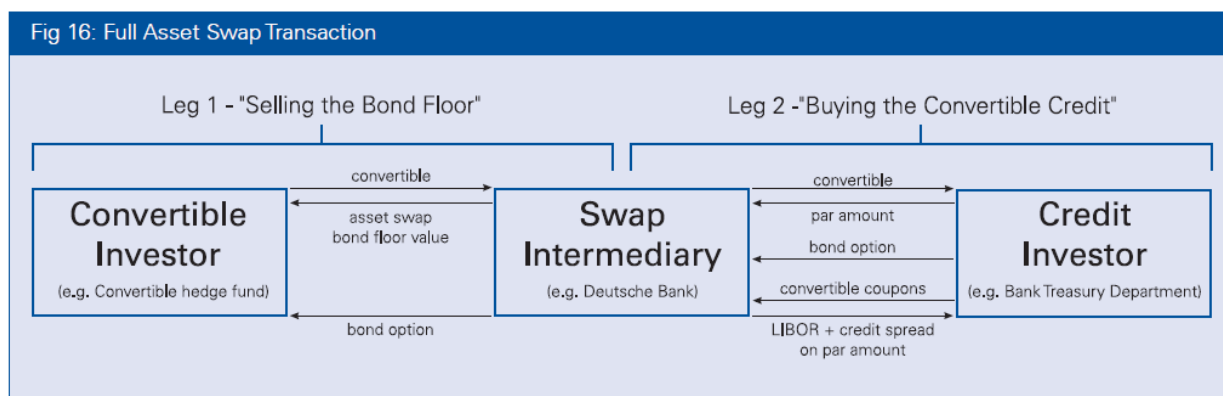 Fig 16: Full Asset Swap Transaction
Leg 1 - "Selling the Bond Floor"
Leg 2 -"Buying the Convertible Credit"
Convertible
Investor
(e.g. Convertible hedge fund)
convertible
asset swap
bond floor value
bond option
Swap
Intermediary
(e.g. Deutsche Bank)
convertible
par amount
bond option
convertible coupons
LIBOR + credit spread
on par amount
Credit
Investor
(e.g. Bank Treasury Department)